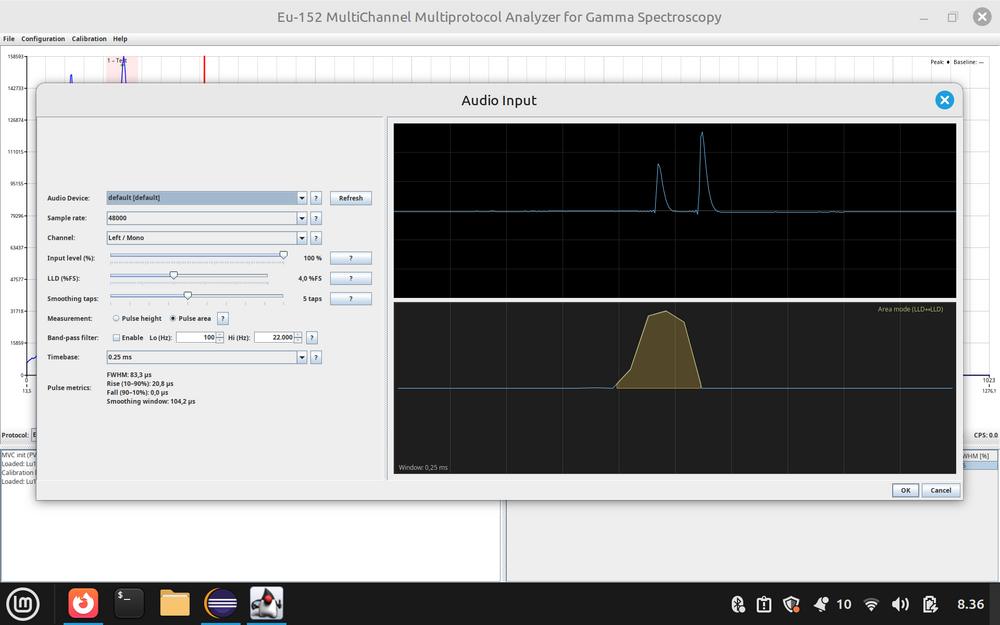 Eu-152 MultiChannel Multiprotocol Analyzer for Gamma Spectroscopy
File Configuration Calibration Help
158593
142733
126874
111015
95155
79296
63437
47577
31718
15859
0
13,5
1 – Te
Peak: ♦ Baseline: —
Audio Input
Audio Device: default [default] ? Refresh
Sample rate: 48000 ?
Channel: Left / Mono ?
Input level (%): 100 % ?
LLD (%FS): 4,0 %FS ?
Smoothing taps: 5 taps ?
Measurement: Pulse height Pulse area ?
Band-pass filter: Enable Lo (Hz): 100 Hi (Hz): 22.000 ?
Timebase: 0.25 ms ?
Pulse metrics:
FWHM: 83,3 µs
Rise (10–90%): 20,8 µs
Fall (90–10%): 0,0 µs
Smoothing window: 104,2 µs
Area mode (LLD↔LLD)
Window: 0,25 ms
OK Cancel
1023
1276,1
Protocol: CPS: 0.0
MVC init (PV
Loaded: Lu1
Calibration
Loaded: Lu1
WHM [%]
$_
10
8.36